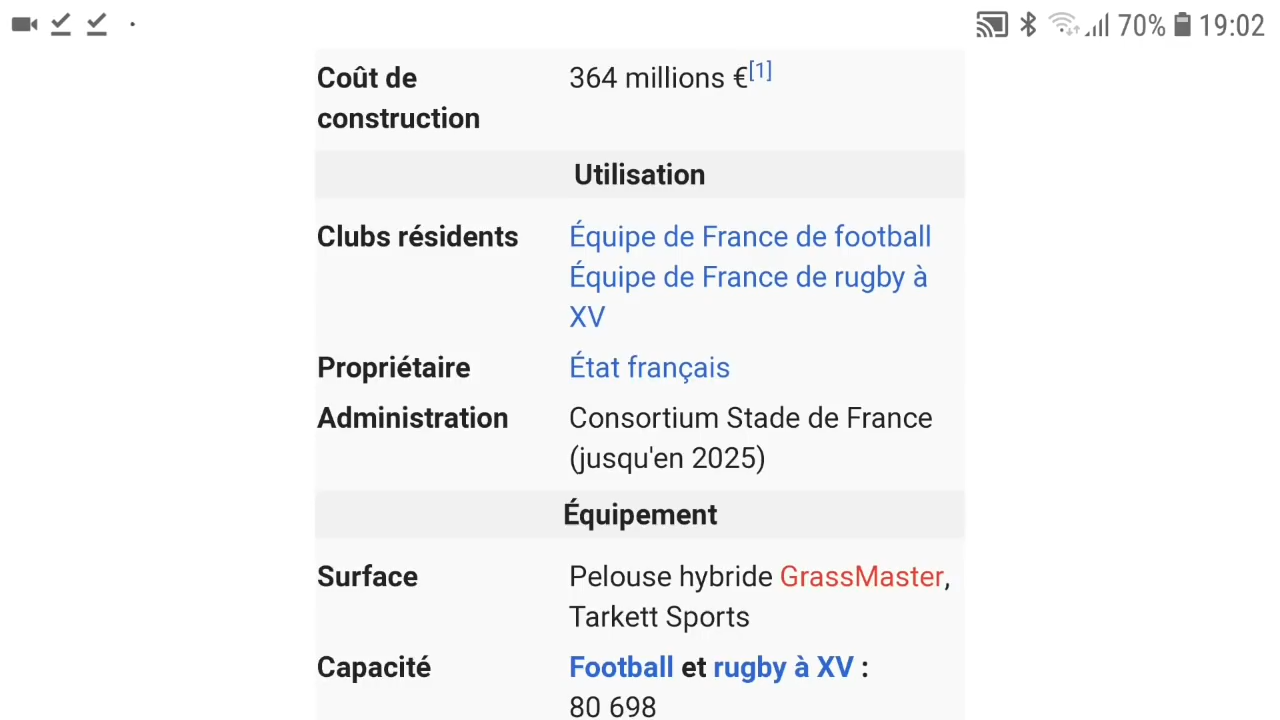 70% 19:02
Coût de 364 millions €[1]
construction
Utilisation
Clubs résidents Équipe de France de football
Équipe de France de rugby à
XV
Propriétaire État français
Administration Consortium Stade de France
(jusqu'en 2025)
Équipement
Surface Pelouse hybride GrassMaster,
Tarkett Sports
Capacité Football et rugby à XV :
80 698